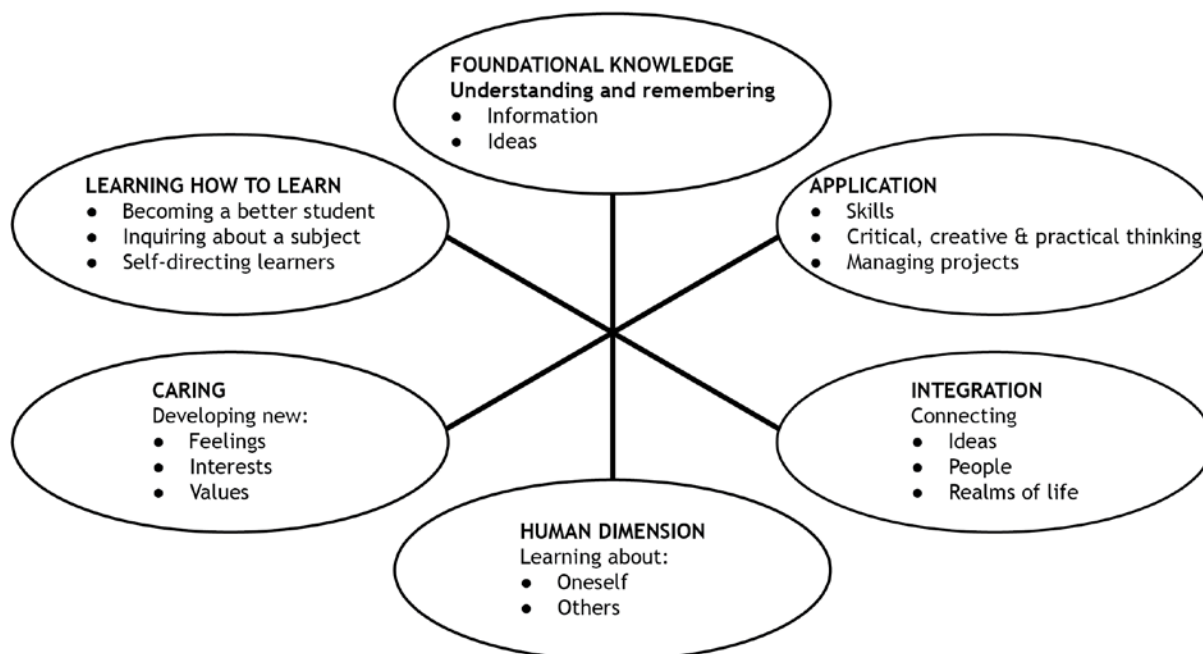 FOUNDATIONAL KNOWLEDGE
Understanding and remembering
● Information
● Ideas
LEARNING HOW TO LEARN
● Becoming a better student
● Inquiring about a subject
● Self-directing learners
APPLICATION
● Skills
● Critical, creative & practical thinking
● Managing projects
CARING
Developing new:
● Feelings
● Interests
● Values
INTEGRATION
Connecting
● Ideas
● People
● Realms of life
HUMAN DIMENSION
Learning about:
● Oneself
● Others